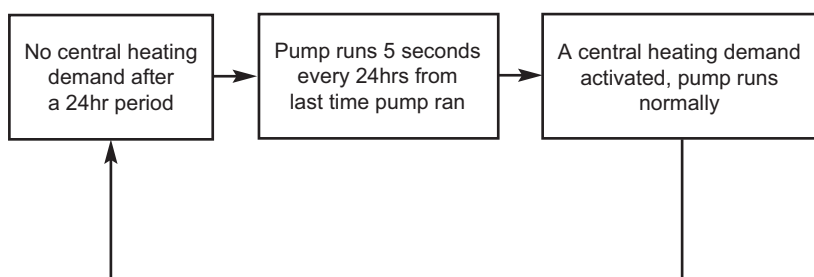 No central heating
demand after
a 24hr period
Pump runs 5 seconds
every 24hrs from
last time pump ran
A central heating demand
activated, pump runs
normally